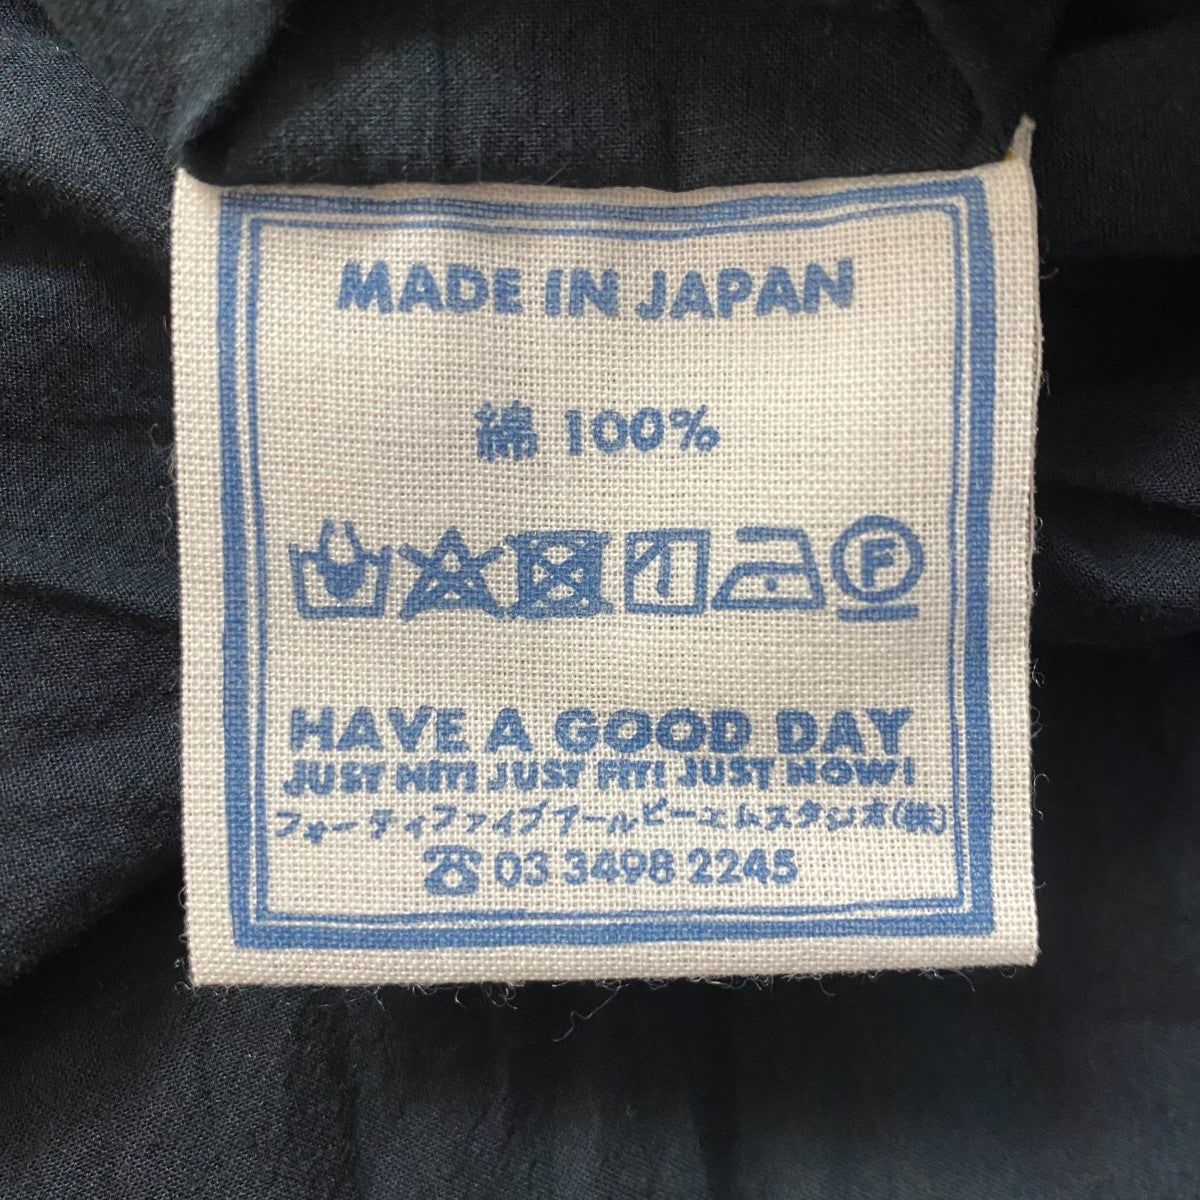 MADE IN JAPAN
綿 100%
F
HAVE A GOOD DAY
JUST HIT! JUST FIT! JUST NOW!
フォーティファイブアールピーエムスタジオ(株)
☎ 03 3498 2245